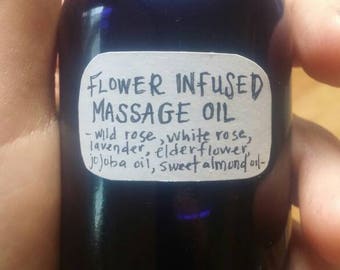 FLOWER INFUSED
MASSAGE OIL
- wild rose, white rose,
lavender, elderflower,
jojoba oil, sweet almond oil-